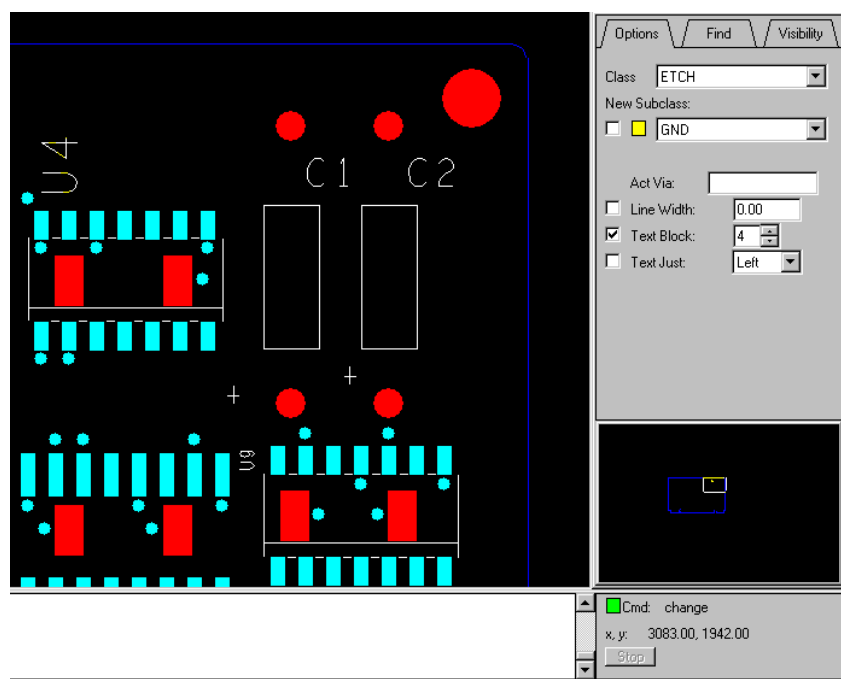 Options Find Visibility
Class ETCH
New Subclass:
GND
Act Via:
Line Width: 0.00
Text Block: 4
Text Just: Left
U4
C1 C2
U9
Cmd: change
x, y: 3083.00, 1942.00
Stop